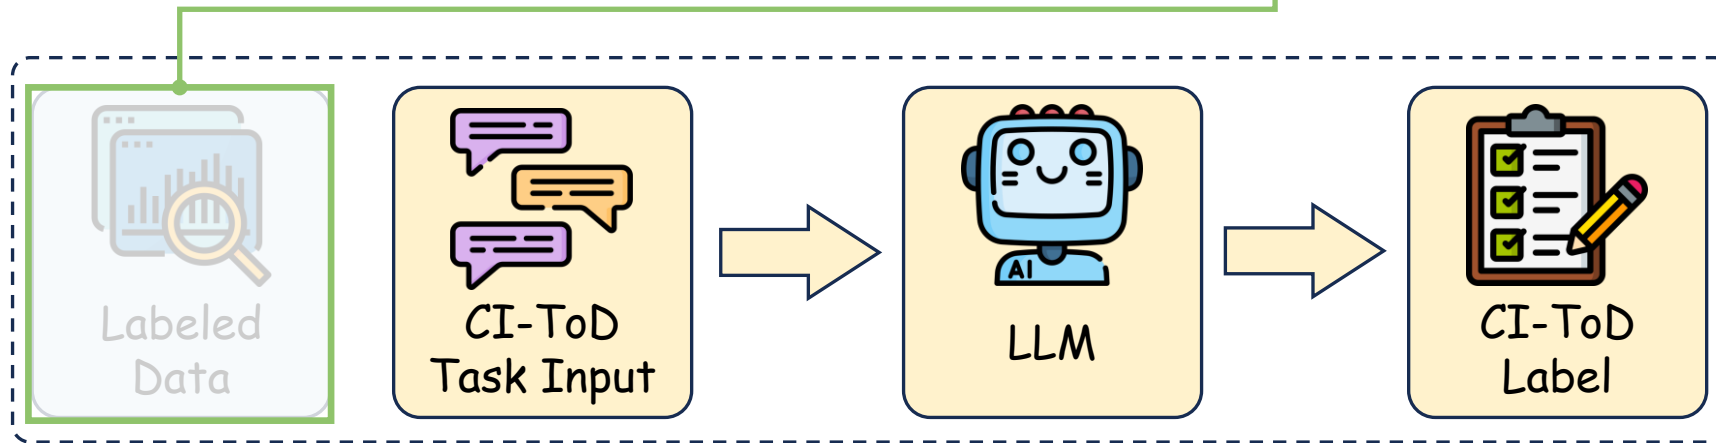 Labeled
Data
CI-ToD
Task Input
AI
LLM
CI-ToD
Label